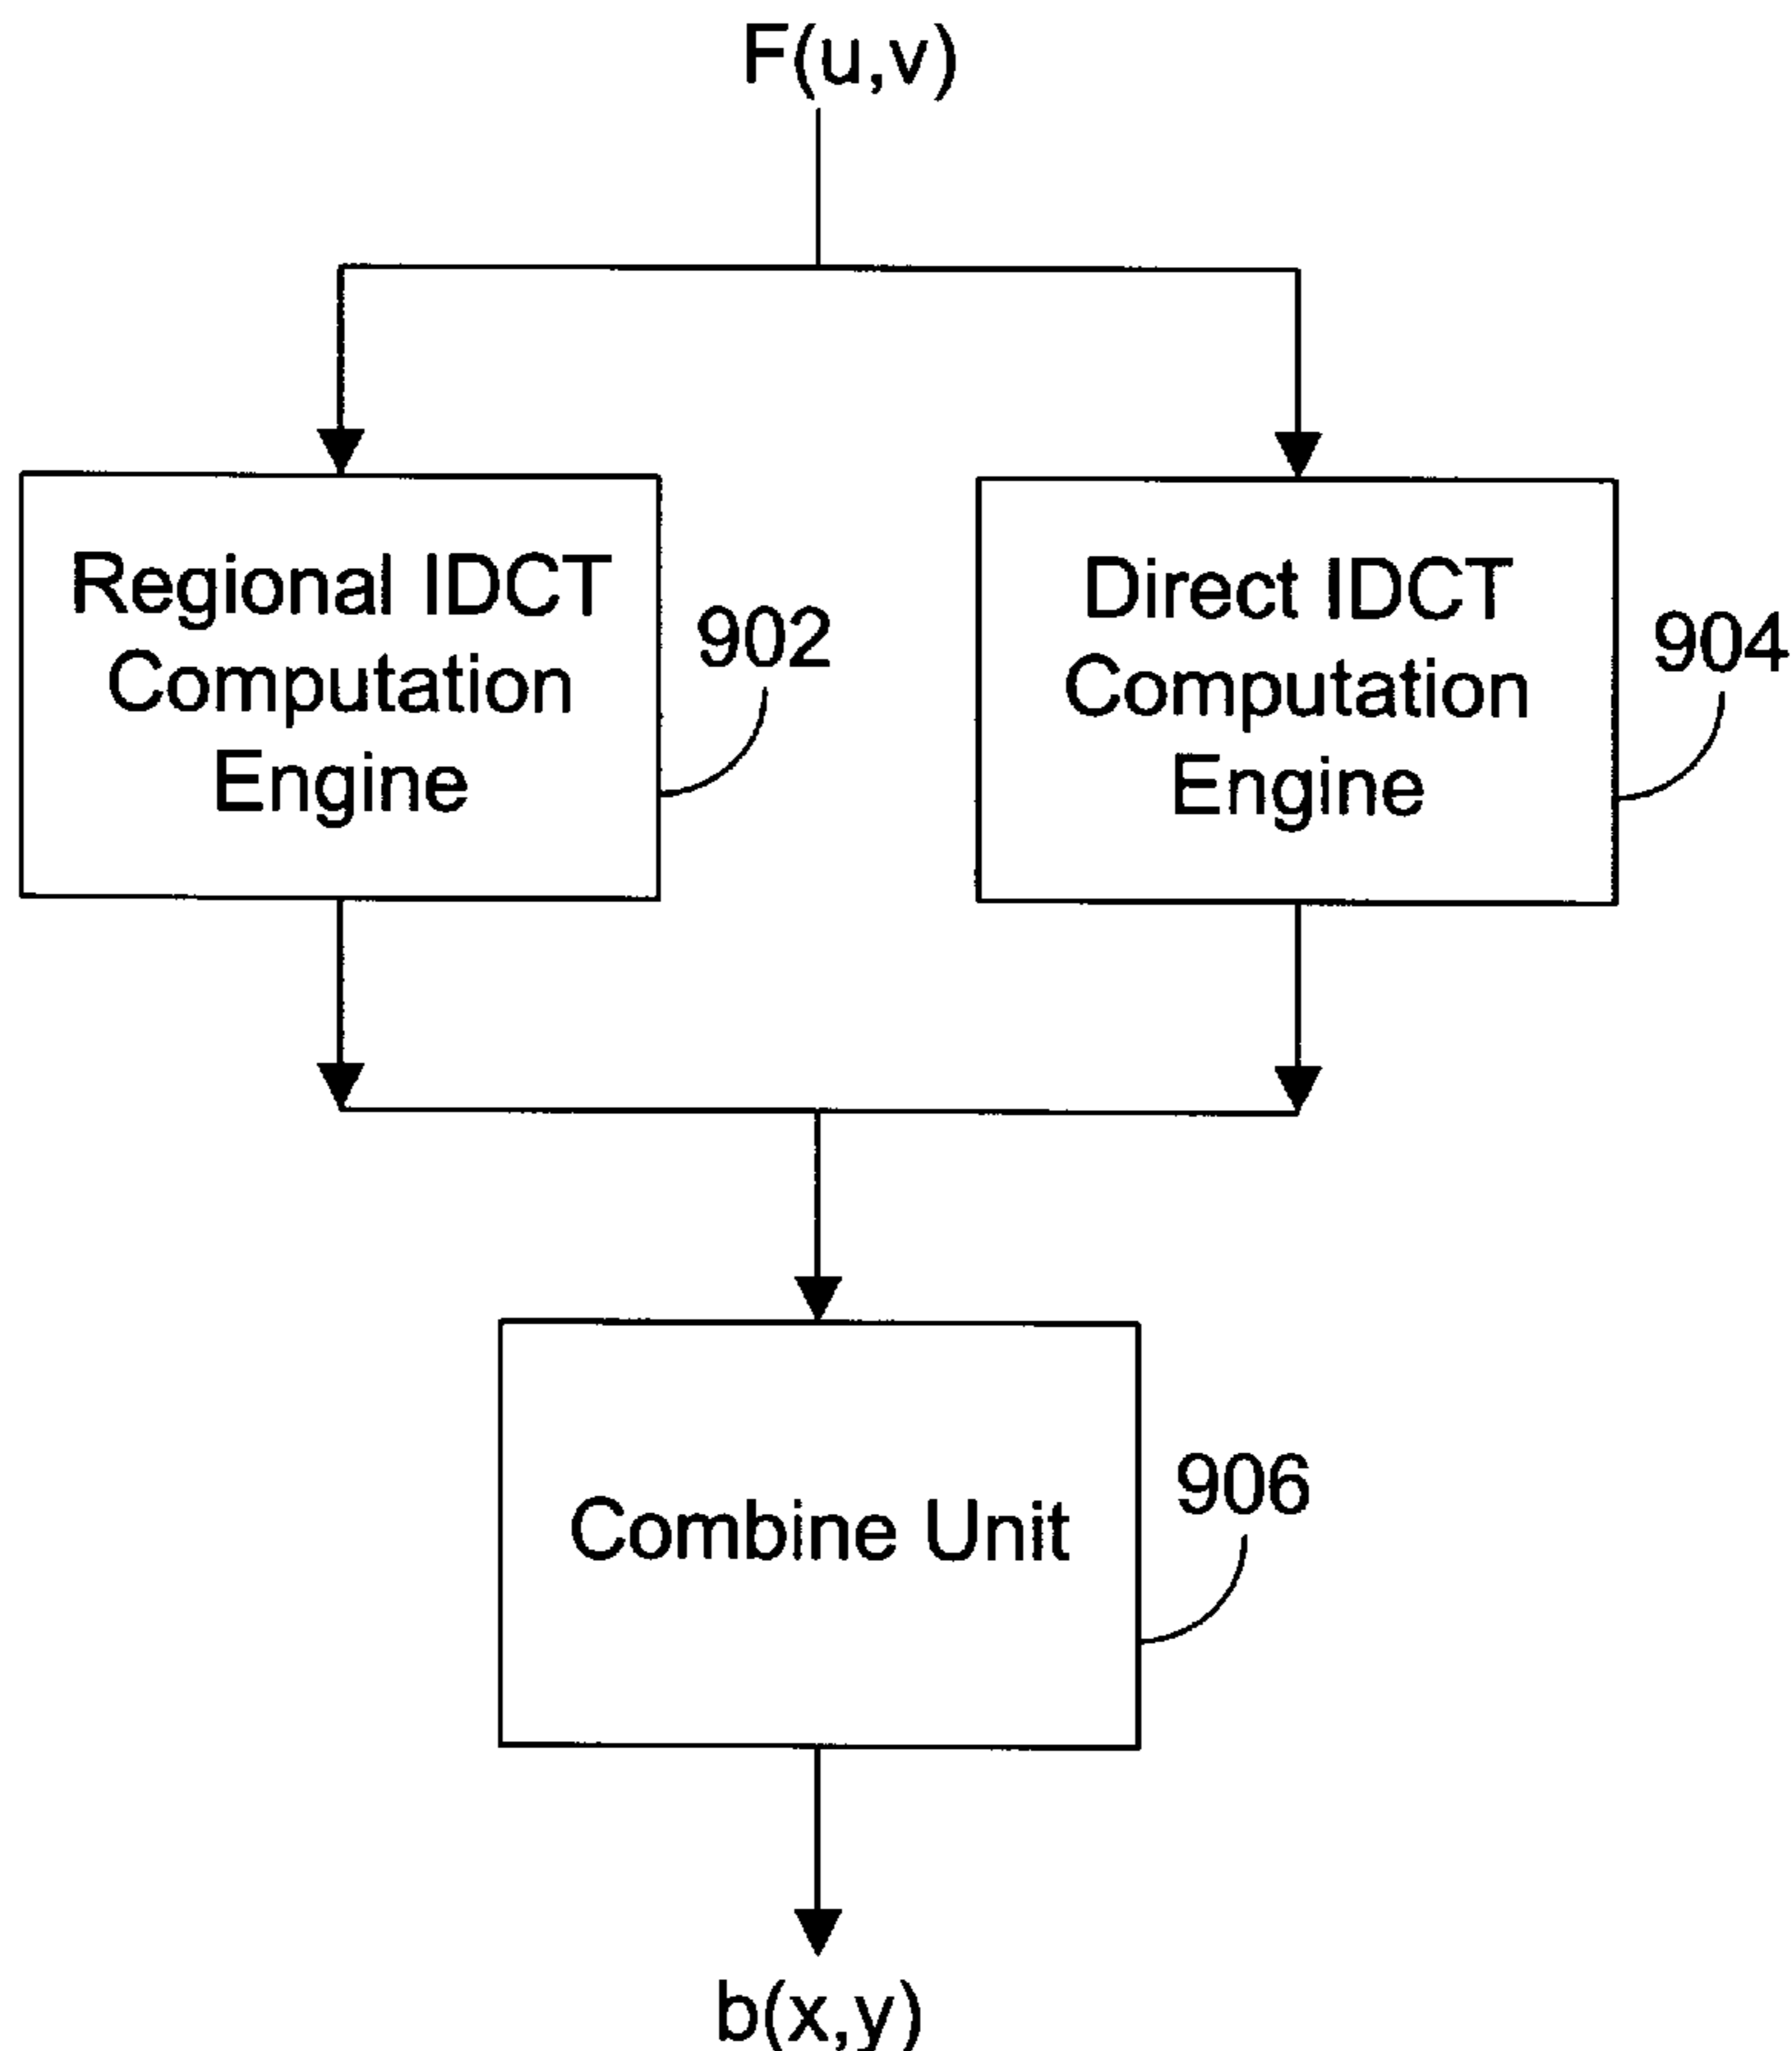 F(u,v)
Regional IDCT
Computation
Engine
902
Direct IDCT
Computation
Engine
904
Combine Unit
906
b(x,y)